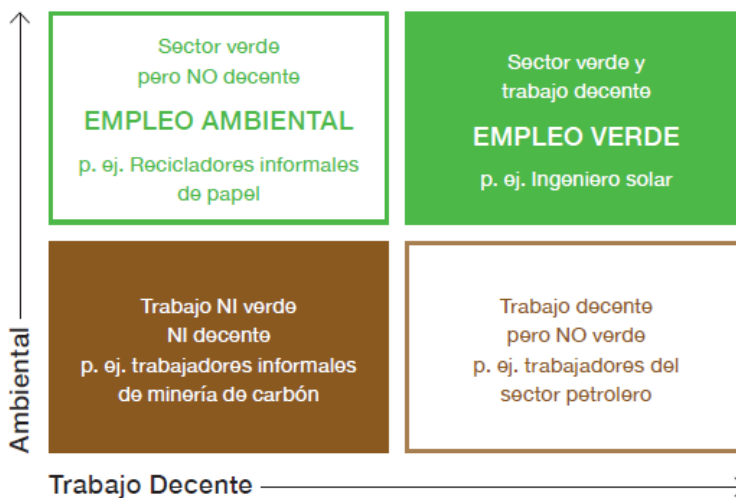 Sector verde
pero NO decente
EMPLEO AMBIENTAL
p. ej. Recicladores informales
de papel
Sector verde y
trabajo decente
EMPLEO VERDE
p. ej. Ingeniero solar
Trabajo NI verde
NI decente
p. ej. trabajadores informales
de minería de carbón
Trabajo decente
pero NO verde
p. ej. trabajadores del
sector petrolero
Ambiental
Trabajo Decente